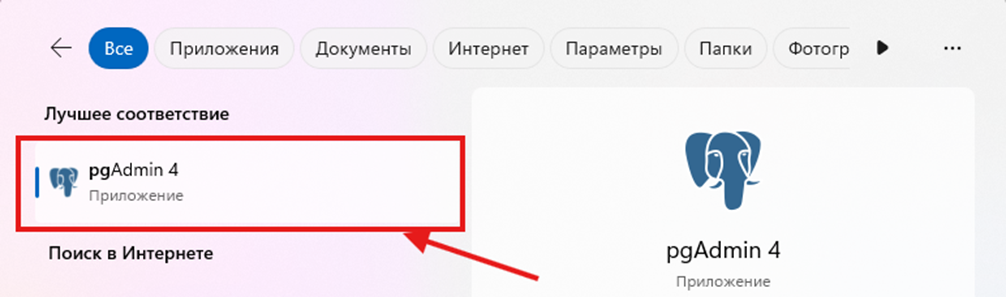 Все Приложения Документы Интернет Параметры Папки Фотогр
Лучшее соответствие
pgAdmin 4
Приложение
Поиск в Интернете
pgAdmin 4
Приложение